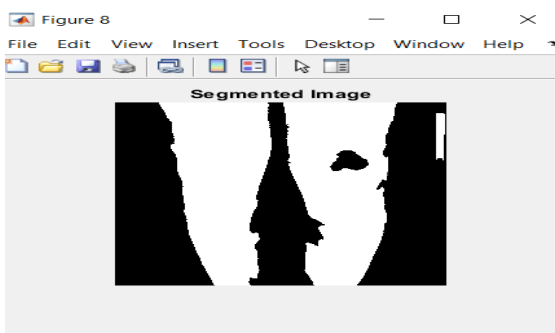 Figure 8
File Edit View Insert Tools Desktop Window Help
Segmented Image